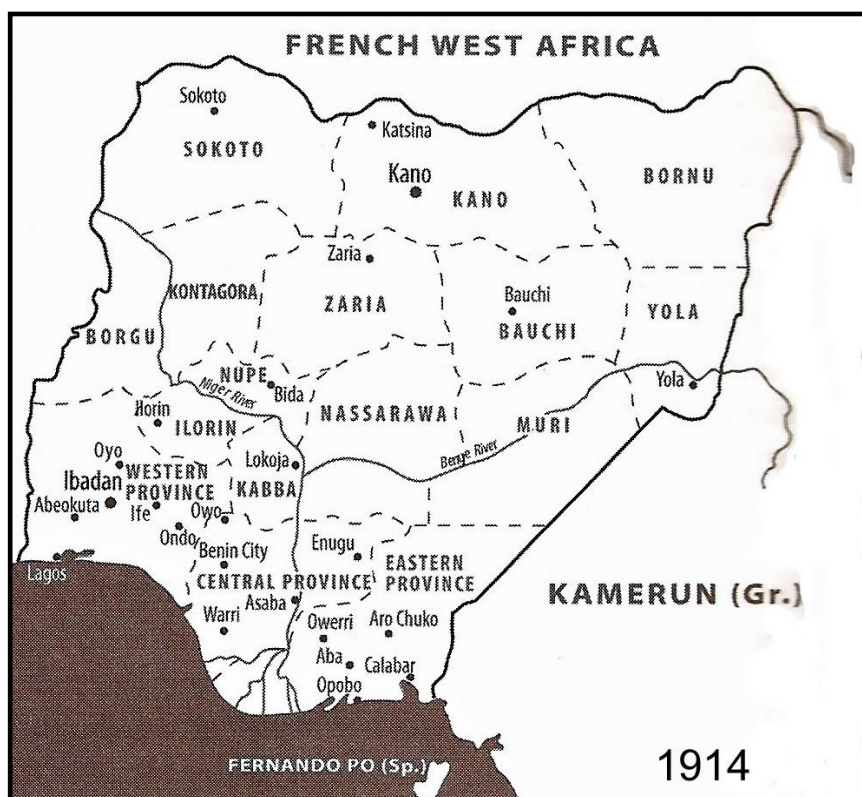 FRENCH WEST AFRICA
Sokoto
SOKOTO
Katsina
Kano
KANO
BORNU
Zaria
ZARIA
KONTAGORA
Bauchi
BAUCHI
YOLA
BORGU
NUPE
Bida
Niger River
NASSARAWA
Yola
MURI
Ilorin
ILORIN
Benue River
Oyo
Lokoja
Ibadan
WESTERN
PROVINCE
KABBA
Abeokuta
Ife
Owo
Ondo
Enugu
Benin City
EASTERN
PROVINCE
Lagos
CENTRAL PROVINCE
Asaba
KAMERUN (Gr.)
Warri
Owerri
Aro Chuko
Aba
Calabar
Opobo
FERNANDO PO (Sp.)
1914